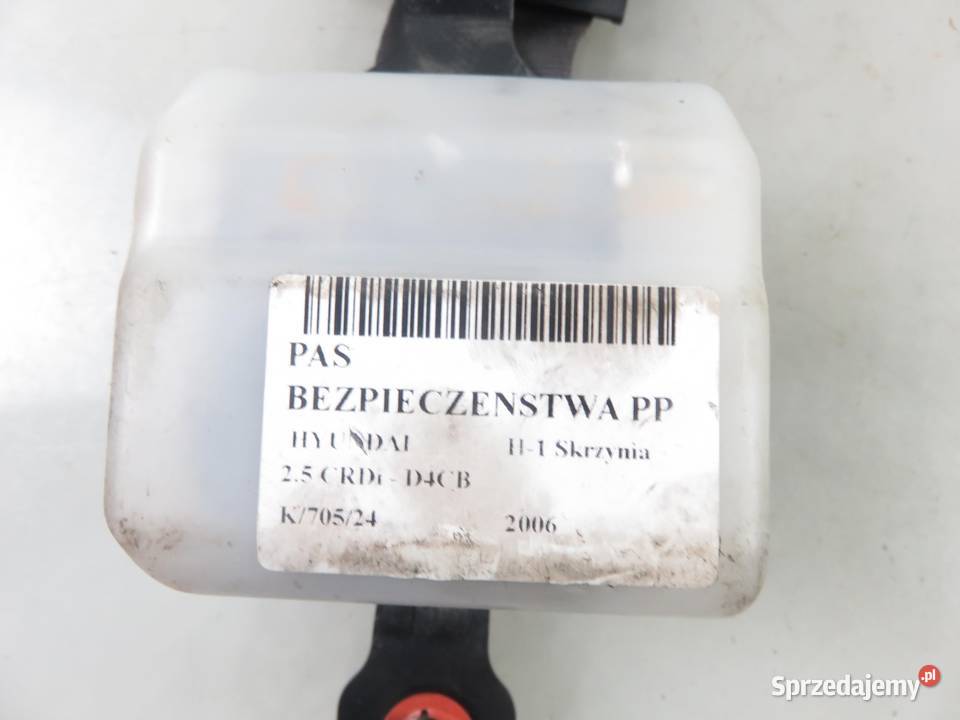 PAS
BEZPIECZENSTWA PP
HYUNDAI H-1 Skrzynia
2.5 CRDi - D4CB
K/705/24 2006
Sprzedajemy.pl